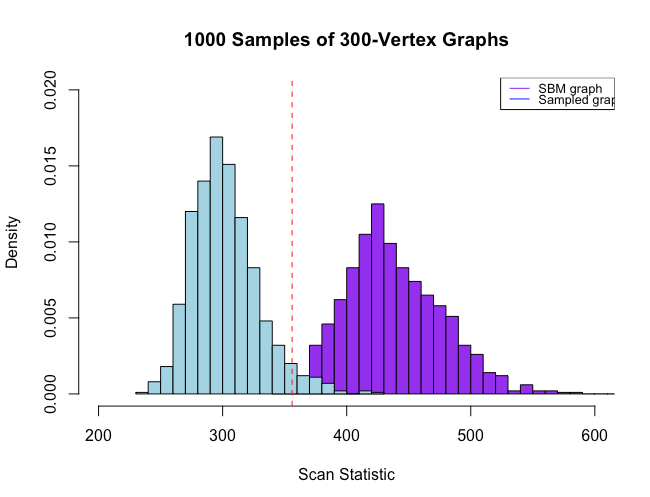 1000 Samples of 300-Vertex Graphs
SBM graph
Sampled grap
Density
0.020
0.015
0.010
0.005
0.000
200 300 400 500 600
Scan Statistic